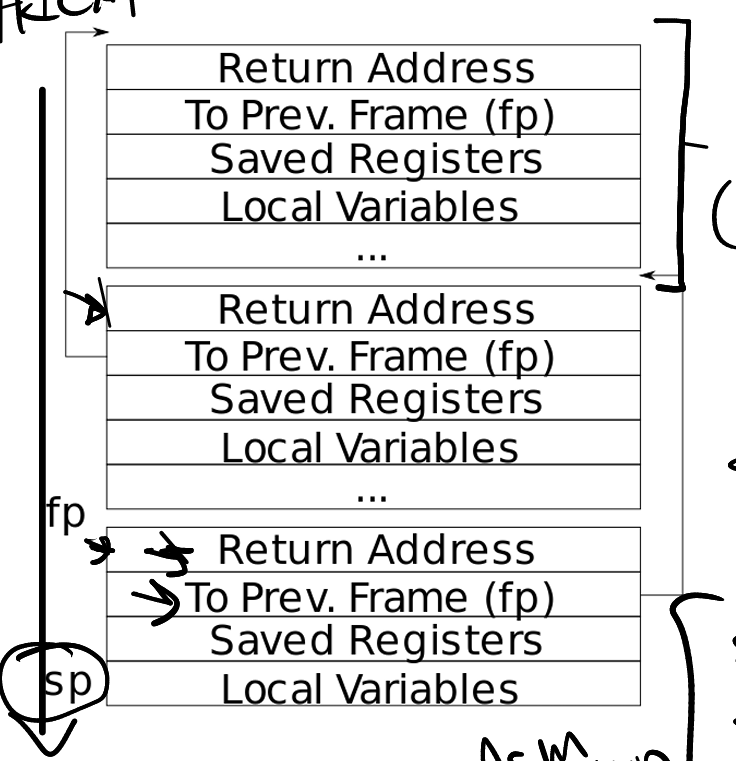 Return Address
To Prev. Frame (fp)
Saved Registers
Local Variables
...
Return Address
To Prev. Frame (fp)
Saved Registers
Local Variables
...
fp
Return Address
To Prev. Frame (fp)
Saved Registers
sp
Local Variables